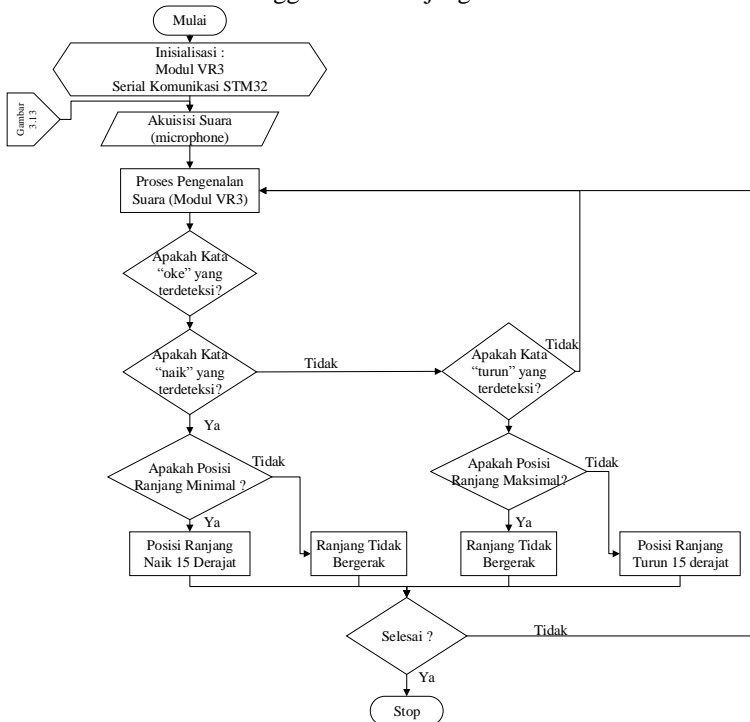 Mulai
Inisialisasi :
Modul VR3
Serial Komunikasi STM32
Gambar
3.13
Akuisisi Suara
(microphone)
Proses Pengenalan
Suara (Modul VR3)
Apakah Kata
“oke” yang
terdeteksi?
Apakah Kata
“naik” yang
terdeteksi?
Tidak
Apakah Kata
“turun” yang
terdeteksi?
Tidak
Ya
Apakah Posisi
Ranjang Minimal ?
Tidak
Apakah Posisi
Ranjang Maksimal?
Tidak
Ya
Ya
Posisi Ranjang
Naik 15 Derajat
Ranjang Tidak
Bergerak
Ranjang Tidak
Bergerak
Posisi Ranjang
Turun 15 derajat
Selesai ?
Tidak
Ya
Stop